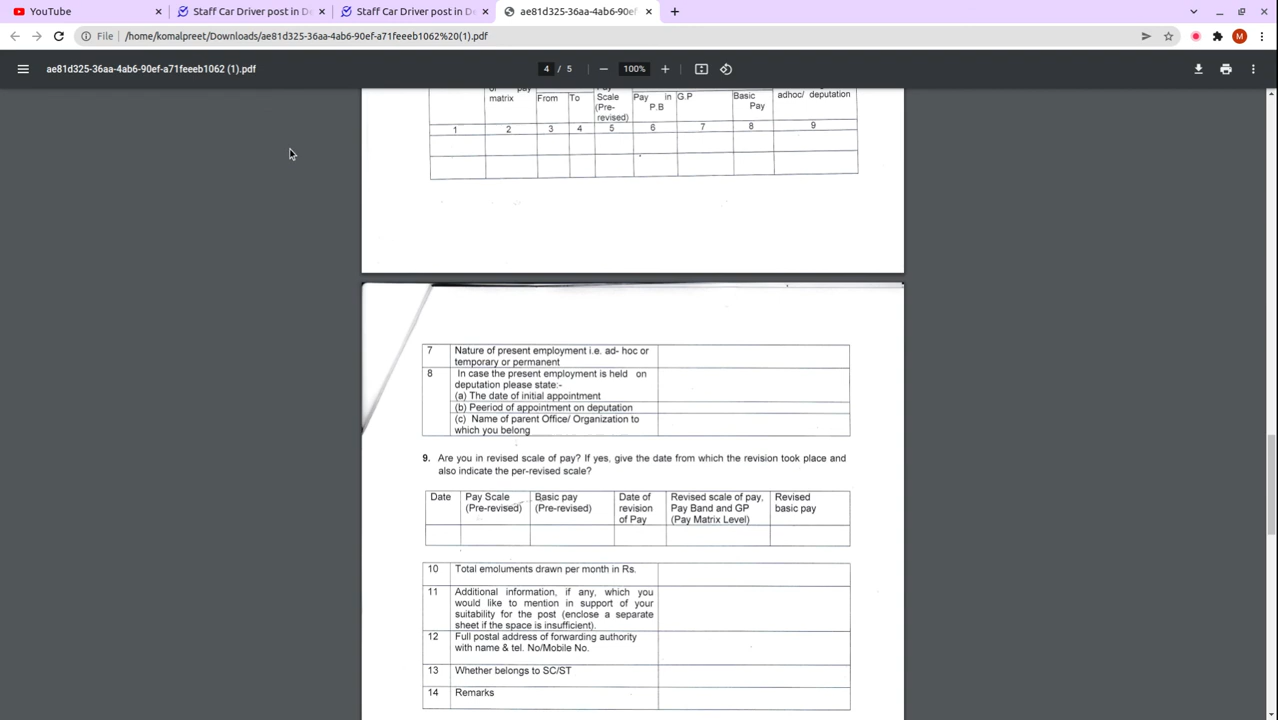 YouTube
Staff Car Driver post in De
Staff Car Driver post in De
ae81d325-36aa-4ab6-90ef
File /home/komalpreet/Downloads/ae81d325-36aa-4ab6-90ef-a71feeeb1062%20(1).pdf
M
ae81d325-36aa-4ab6-90ef-a71feeeb1062 (1).pdf
4 / 5
100%
of pay matrix
From
To
Pay Scale (Pre-revised)
Pay in P.B
G.P
Basic Pay
adhoc/ deputation
1 2 3 4 5 6 7 8 9
7 Nature of present employment i.e. ad- hoc or
temporary or permanent
8 In case the present employment is held on
deputation please state:-
(a) The date of initial appointment
(b) Peeriod of appointment on deputation
(c) Name of parent Office/ Organization to
which you belong
9. Are you in revised scale of pay? If yes, give the date from which the revision took place and
also indicate the per-revised scale?
Date
Pay Scale
(Pre-revised)
Basic pay
(Pre-revised)
Date of
revision
of Pay
Revised scale of pay,
Pay Band and GP
(Pay Matrix Level)
Revised
basic pay
10 Total emoluments drawn per month in Rs.
11 Additional information, if any, which you
would like to mention in support of your
suitability for the post (enclose a separate
sheet if the space is insufficient).
12 Full postal address of forwarding authority
with name & tel. No/Mobile No.
13 Whether belongs to SC/ST
14 Remarks